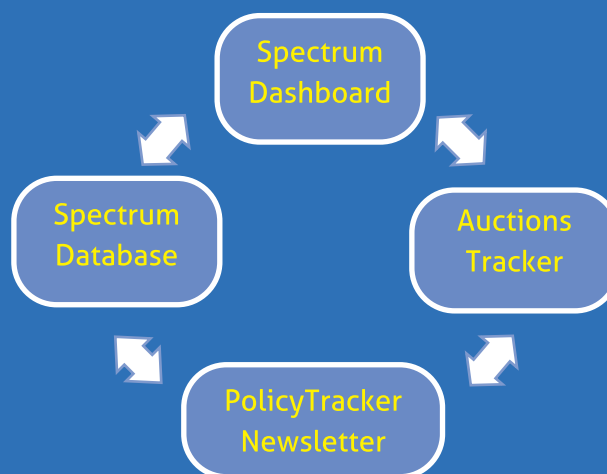 Spectrum
Dashboard
Spectrum
Database
Auctions
Tracker
PolicyTracker
Newsletter